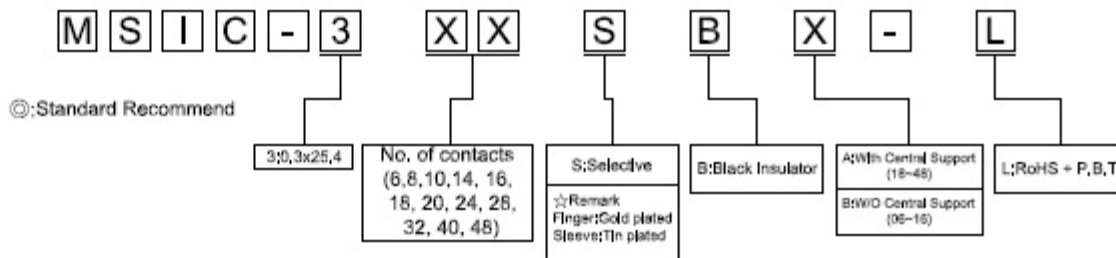 M S I C - 3 X X S B X - L
◎:Standard Recommend
3:0,3x25,4
No. of contacts
(6,8,10,14, 16,
18, 20, 24, 28,
32, 40, 48)
S:Selective
☆Remark
Finger:Gold plated
Sleeve:Tin plated
B:Black Insulator
A:With Central Support
(18~48)
B:W/O Central Support
(06~16)
L:RoHS + P,B,T